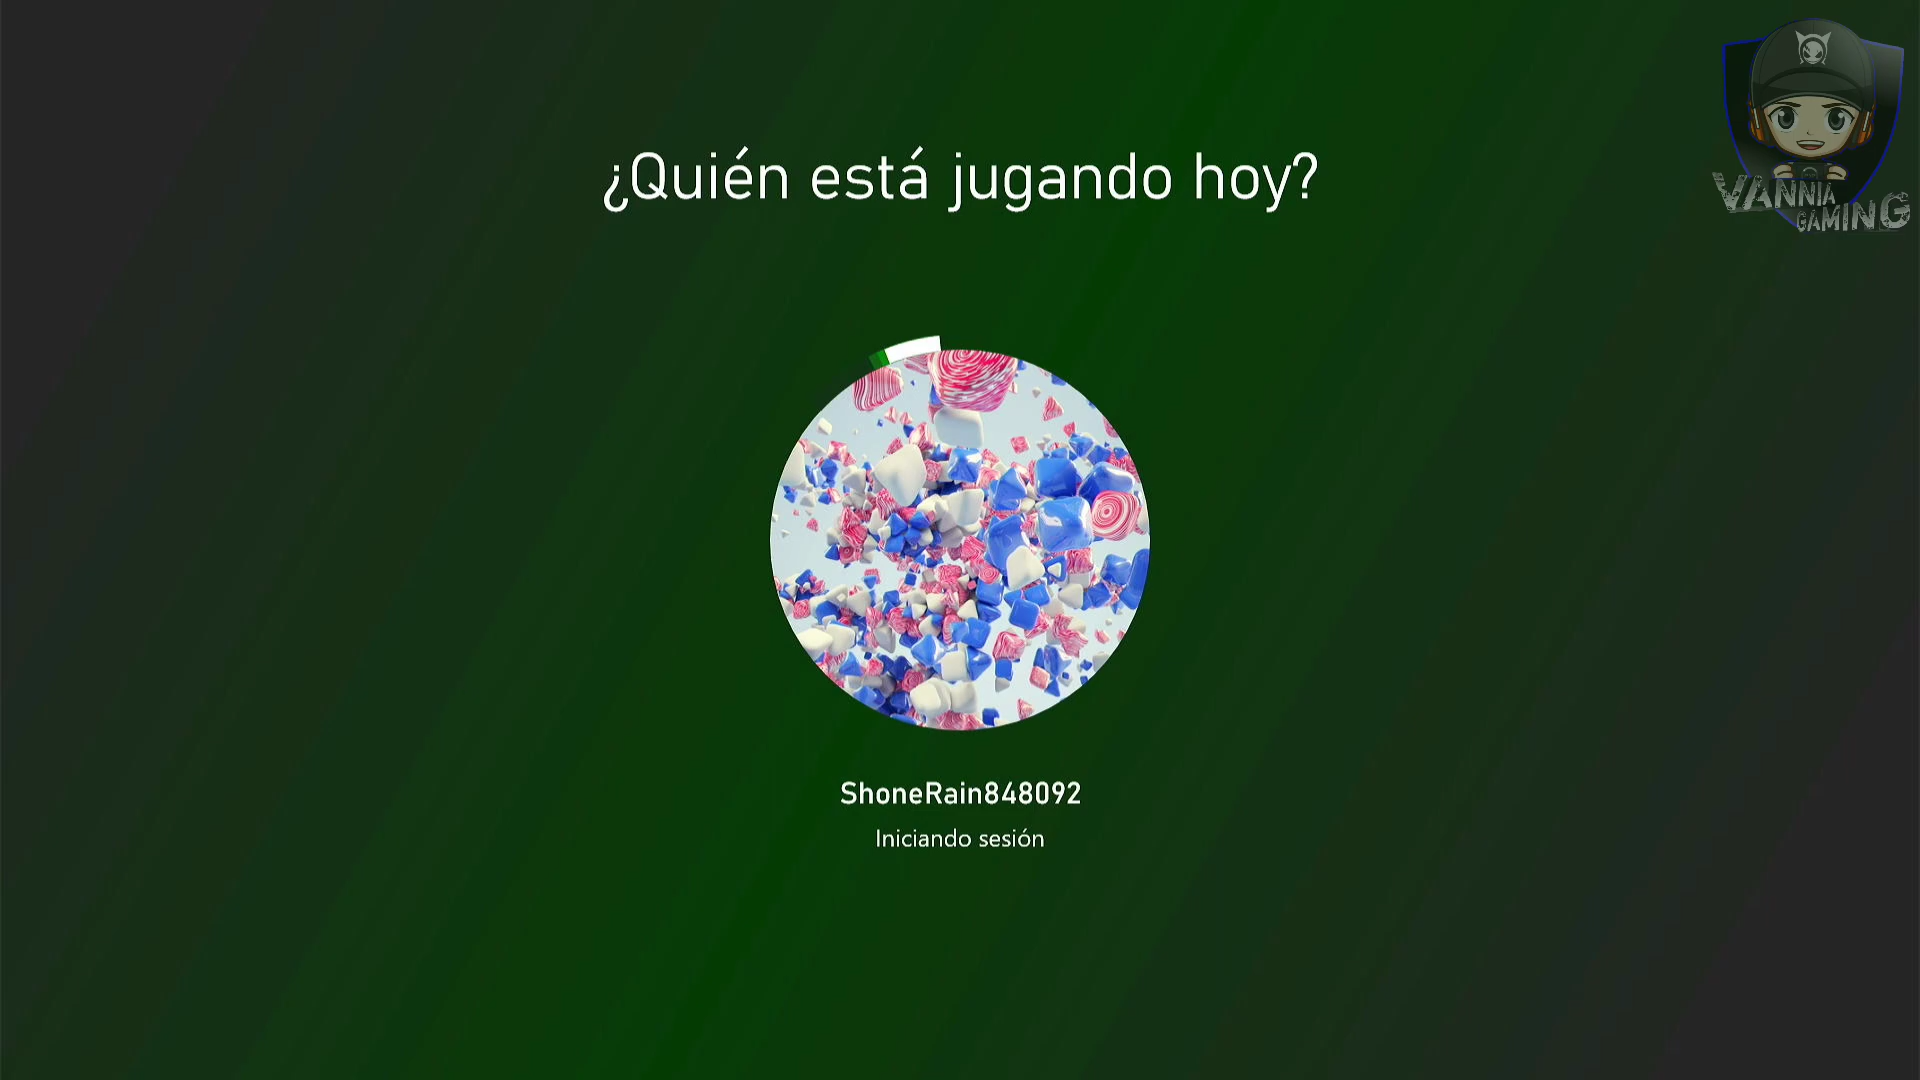 ¿Quién está jugando hoy?
VANNIA
GAMING
ShoneRain848092
Iniciando sesión